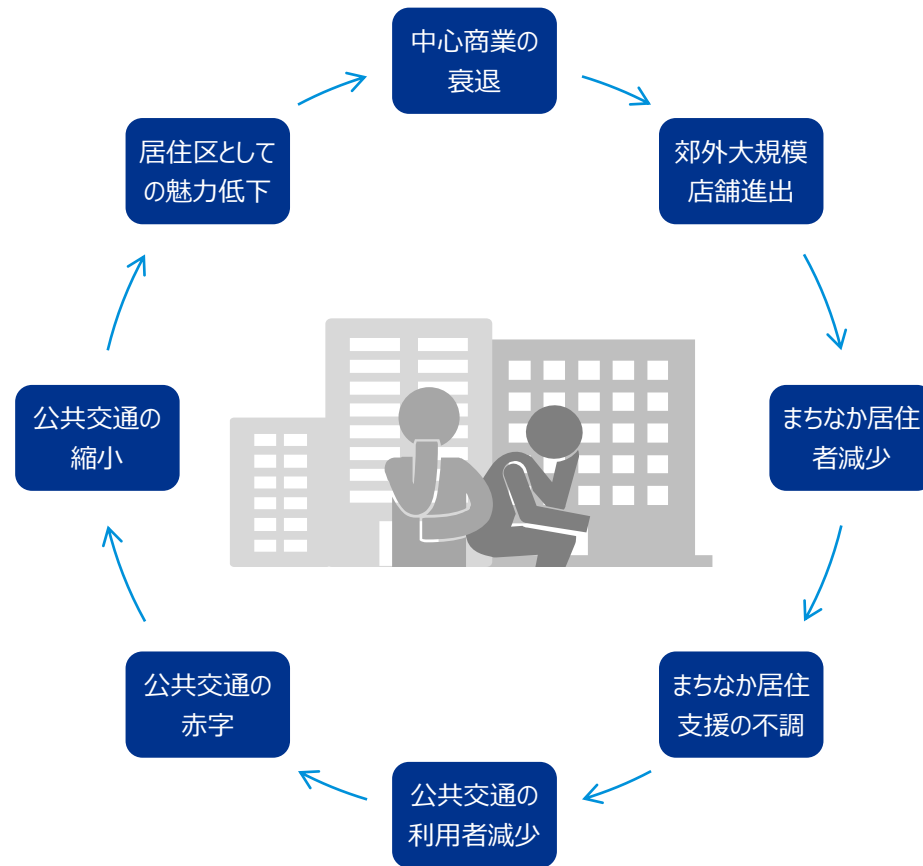 中心商業の
衰退
郊外大規模
店舗進出
まちなか居住
者減少
まちなか居住
支援の不調
公共交通の
利用者減少
公共交通の
赤字
公共交通の
縮小
居住区として
の魅力低下